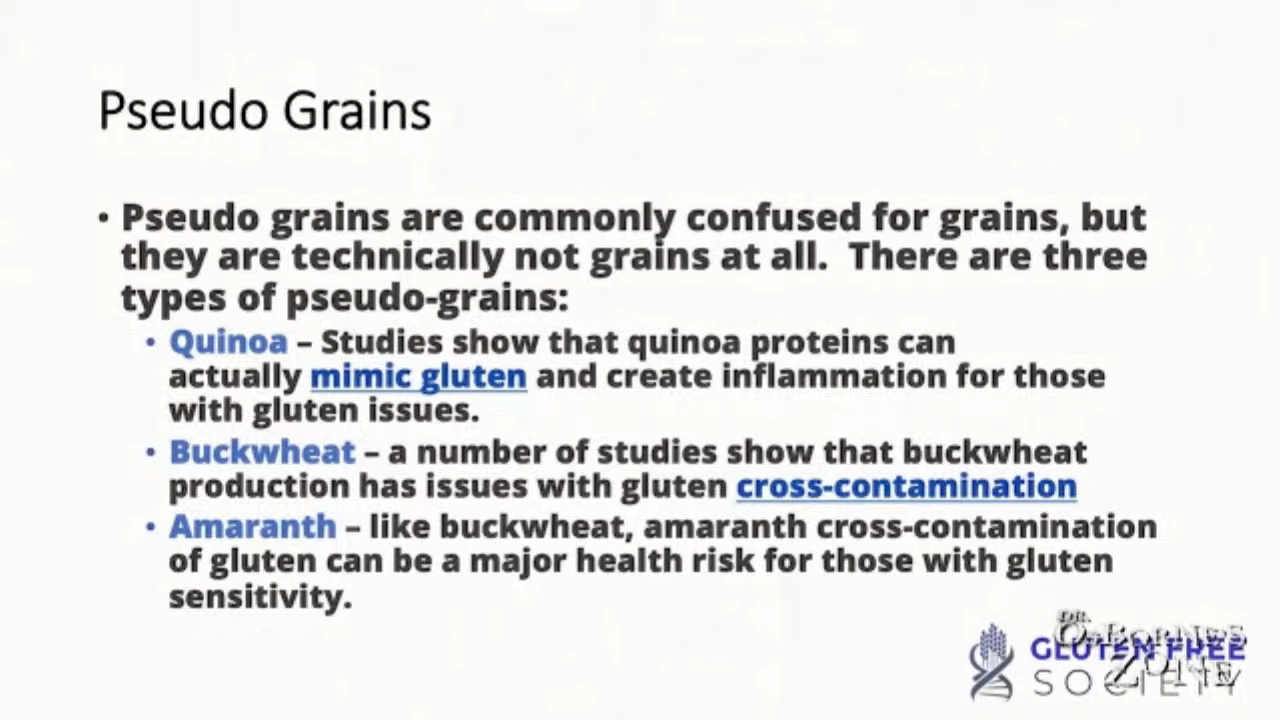 Pseudo Grains
• Pseudo grains are commonly confused for grains, but
they are technically not grains at all.  There are three
types of pseudo-grains:
• Quinoa – Studies show that quinoa proteins can
actually mimic gluten and create inflammation for those
with gluten issues.
• Buckwheat – a number of studies show that buckwheat
production has issues with gluten cross-contamination
• Amaranth – like buckwheat, amaranth cross-contamination
of gluten can be a major health risk for those with gluten
sensitivity.
DR.
OSBORNE'S
ZONE
GLUTEN FREE
SOCIETY